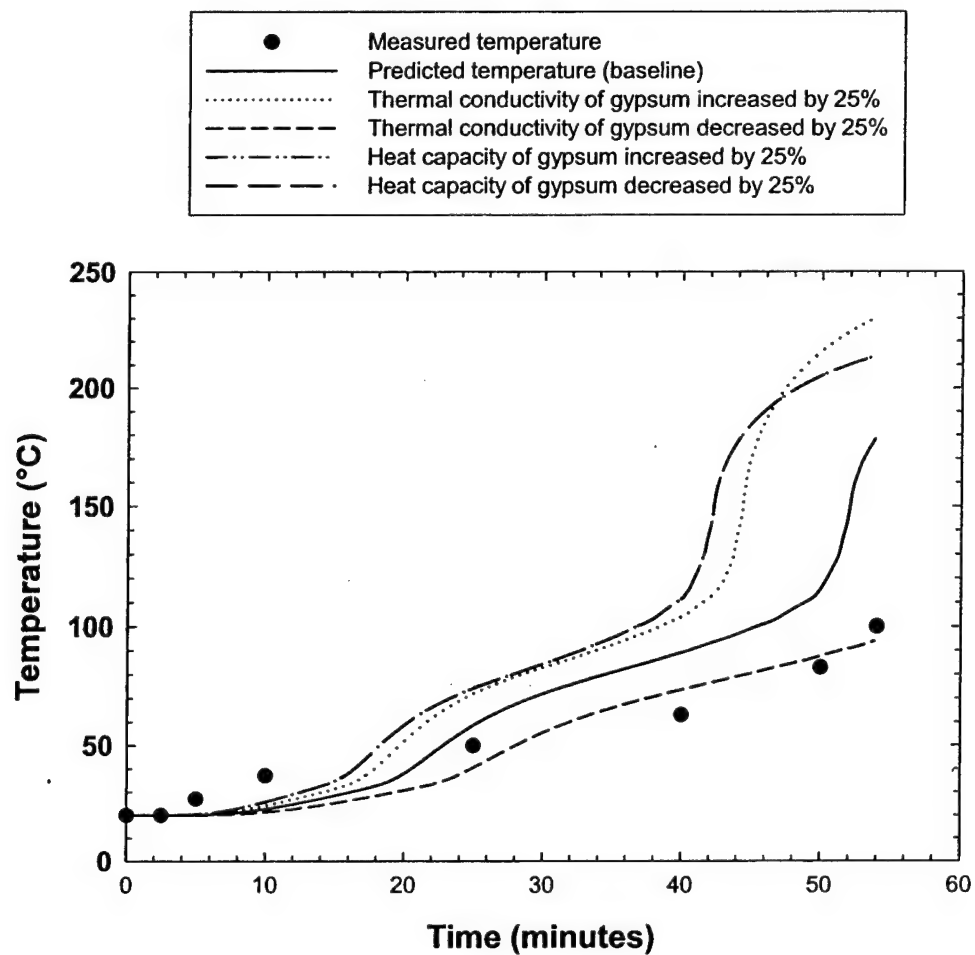 Measured temperature
Predicted temperature (baseline)
Thermal conductivity of gypsum increased by 25%
Thermal conductivity of gypsum decreased by 25%
Heat capacity of gypsum increased by 25%
Heat capacity of gypsum decreased by 25%
250
200
150
100
50
0
Temperature (°C)
0 10 20 30 40 50 60
Time (minutes)